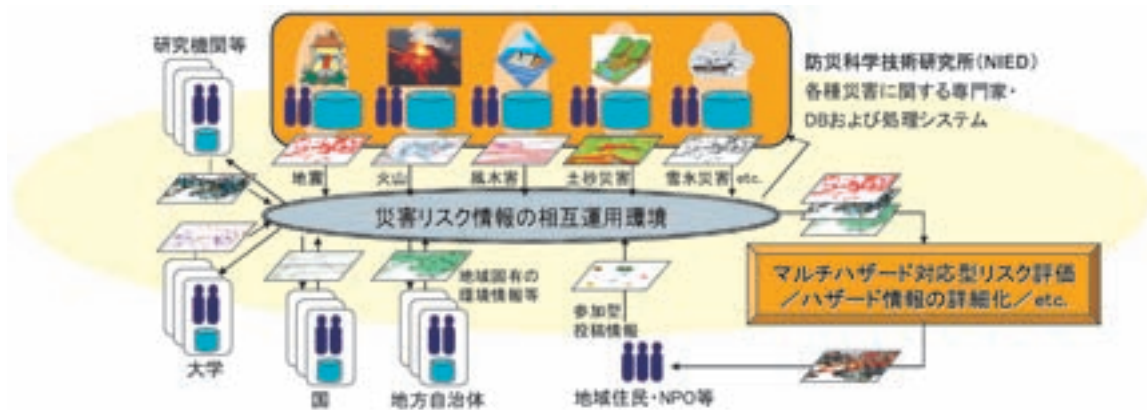 研究機関等
防災科学技術研究所(NIED)
各種災害に関する専門家・
DBおよび処理システム
地震
火山
風水害
土砂災害
雪氷災害 etc.
災害リスク情報の相互運用環境
地域固有の
環境情報等
参加型
投稿情報
マルチハザード対応型リスク評価
／ハザード情報の詳細化／etc.
大学
国
地方自治体
地域住民・NPO等